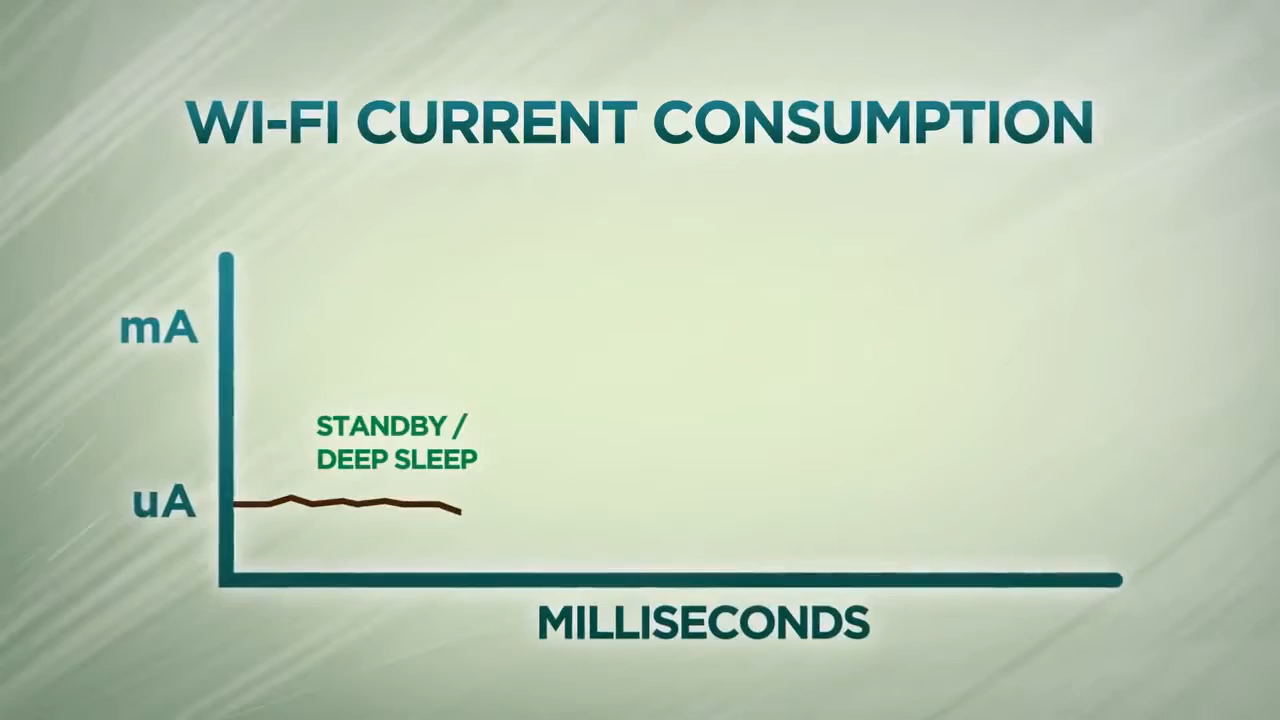 WI-FI CURRENT CONSUMPTION
mA
STANDBY /
DEEP SLEEP
uA
MILLISECONDS